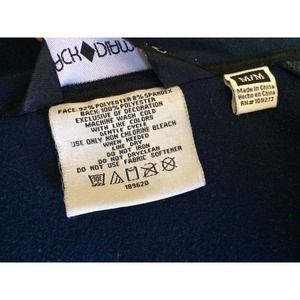 FACE: 92% POLYESTER 8% SPANDEX
BACK: 100% POLYESTER
EXCLUSIVE OF DECORATION
MACHINE WASH COLD
WITH LIKE COLORS
GENTLE CYCLE
USE ONLY NON CHLORINE BLEACH
LINE DRY
DO NOT IRON
DO NOT DRYCLEAN
DO NOT USE FABRIC SOFTENER
189620
M/M
Made in China
Hecho en China
RN# 109277